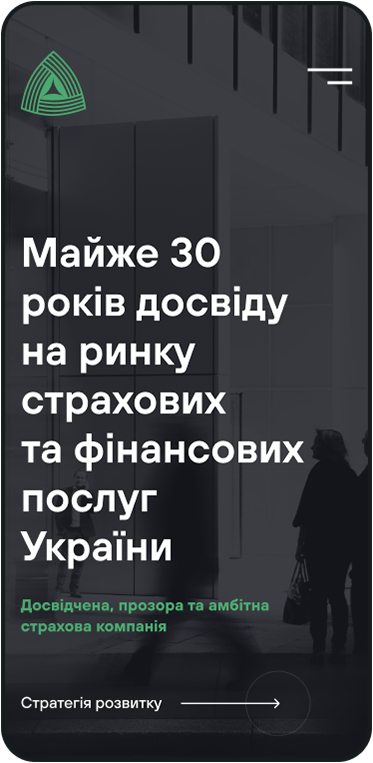 Майже 30
років досвіду
на ринку
страхових
та фінансових
послуг
України
Досвідчена, прозора та амбітна
страхова компанія
Стратегія розвитку